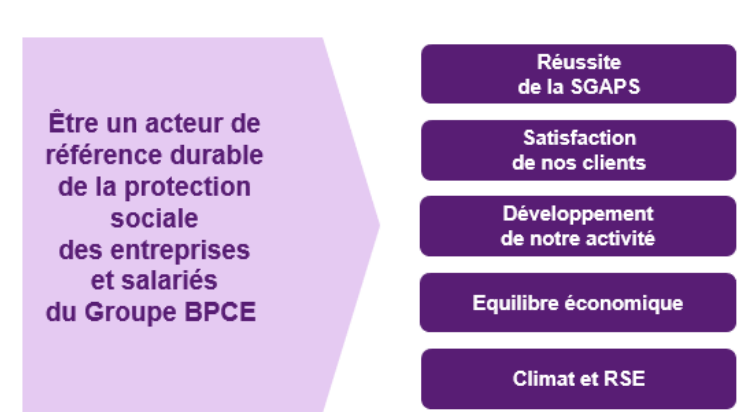 Être un acteur de
référence durable
de la protection
sociale
des entreprises
et salariés
du Groupe BPCE
Réussite
de la SGAPS
Satisfaction
de nos clients
Développement
de notre activité
Equilibre économique
Climat et RSE